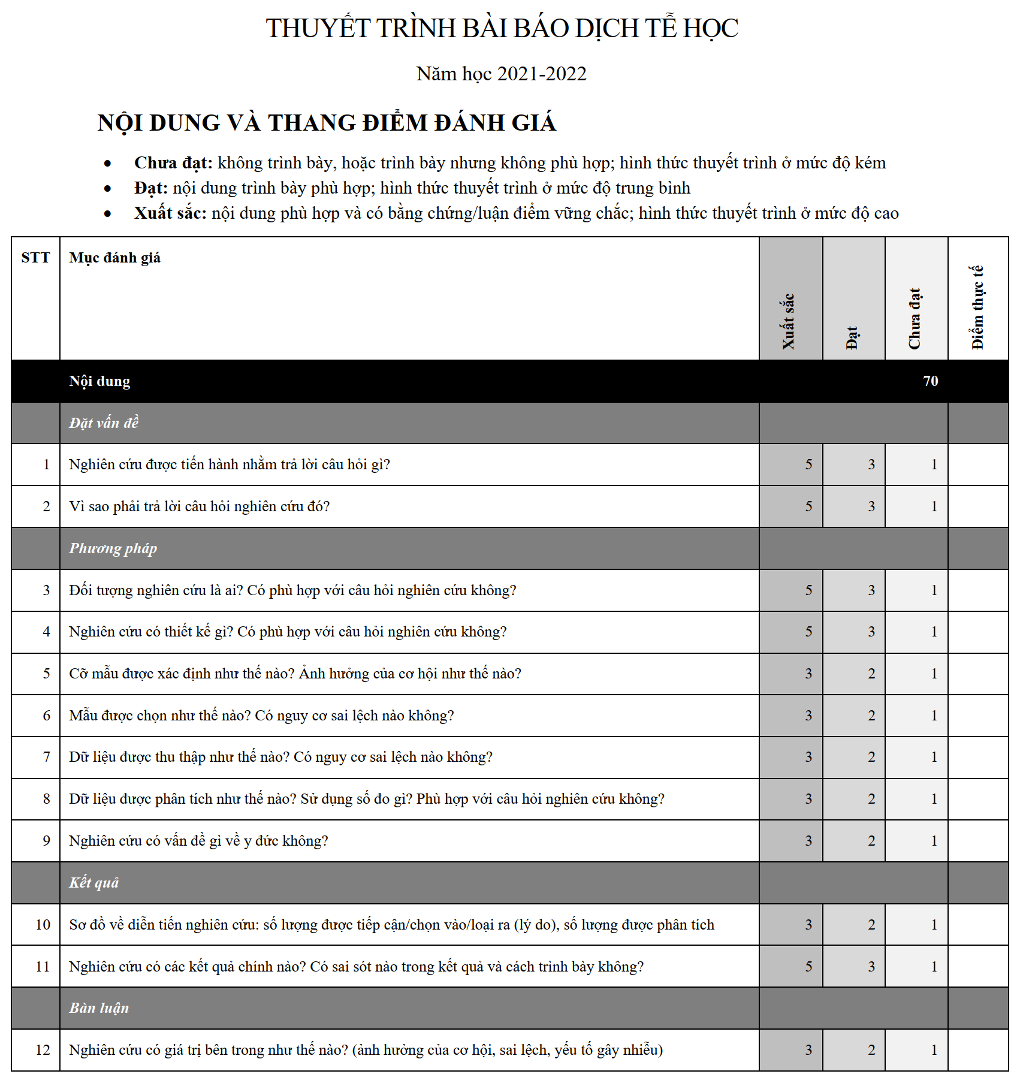 THUYẾT TRÌNH BÀI BÁO DỊCH TỄ HỌC
Năm học 2021-2022
NỘI DUNG VÀ THANG ĐIỂM ĐÁNH GIÁ
• Chưa đạt: không trình bày, hoặc trình bày nhưng không phù hợp; hình thức thuyết trình ở mức độ kém
• Đạt: nội dung trình bày phù hợp; hình thức thuyết trình ở mức độ trung bình
• Xuất sắc: nội dung phù hợp và có bằng chứng/luận điểm vững chắc; hình thức thuyết trình ở mức độ cao
STT Mục đánh giá Xuất sắc Đạt Chưa đạt Điểm thực tế
Nội dung 70
Đặt vấn đề
1 Nghiên cứu được tiến hành nhằm trả lời câu hỏi gì? 5 3 1
2 Vì sao phải trả lời câu hỏi nghiên cứu đó? 5 3 1
Phương pháp
3 Đối tượng nghiên cứu là ai? Có phù hợp với câu hỏi nghiên cứu không? 5 3 1
4 Nghiên cứu có thiết kế gì? Có phù hợp với câu hỏi nghiên cứu không? 5 3 1
5 Cỡ mẫu được xác định như thế nào? Ảnh hưởng của cơ hội như thế nào? 3 2 1
6 Mẫu được chọn như thế nào? Có nguy cơ sai lệch nào không? 3 2 1
7 Dữ liệu được thu thập như thế nào? Có nguy cơ sai lệch nào không? 3 2 1
8 Dữ liệu được phân tích như thế nào? Sử dụng số đo gì? Phù hợp với câu hỏi nghiên cứu không? 3 2 1
9 Nghiên cứu có vấn đề gì về y đức không? 3 2 1
Kết quả
10 Sơ đồ về diễn tiến nghiên cứu: số lượng được tiếp cận/chọn vào/loại ra (lý do), số lượng được phân tích 3 2 1
11 Nghiên cứu có các kết quả chính nào? Có sai sót nào trong kết quả và cách trình bày không? 5 3 1
Bàn luận
12 Nghiên cứu có giá trị bên trong như thế nào? (ảnh hưởng của cơ hội, sai lệch, yếu tố gây nhiễu) 3 2 1